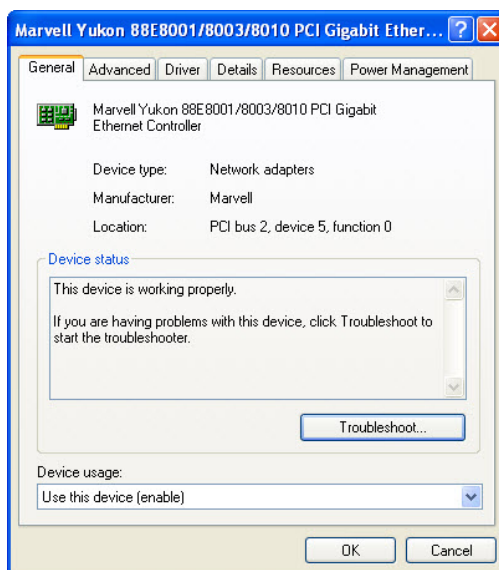 Marvell Yukon 88E8001/8003/8010 PCI Gigabit Ether...
General Advanced Driver Details Resources Power Management
Marvell Yukon 88E8001/8003/8010 PCI Gigabit
Ethernet Controller
Device type: Network adapters
Manufacturer: Marvell
Location: PCI bus 2, device 5, function 0
Device status
This device is working properly.
If you are having problems with this device, click Troubleshoot to
start the troubleshooter.
Troubleshoot...
Device usage:
Use this device (enable)
OK Cancel